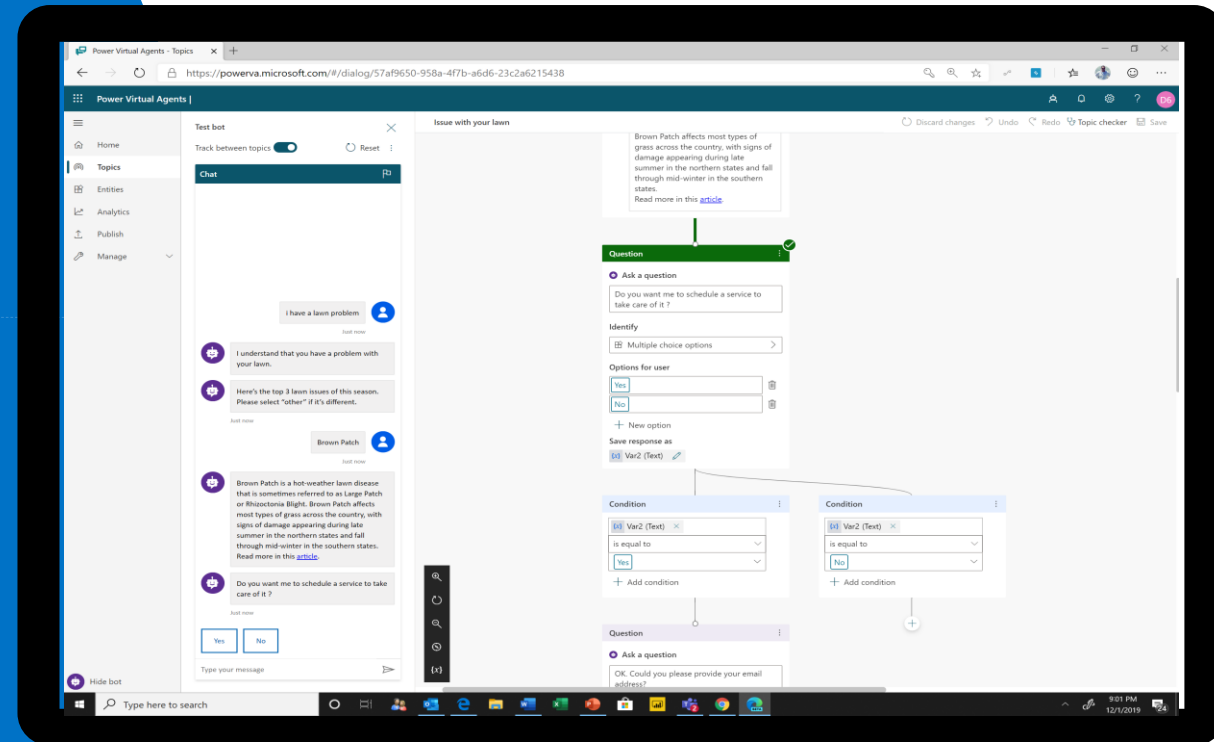 Power Virtual Agents - Topics
https://powerva.microsoft.com/#/dialog/57af9650-958a-4f7b-a6d6-23c2a6215438
Power Virtual Agents |
DS
Home
Topics
Entities
Analytics
Publish
Manage
Hide bot
Test bot
Track between topics
Reset
Chat
i have a lawn problem
Just now
I understand that you have a problem with
your lawn.
Here's the top 3 lawn issues of this season.
Please select "other" if it's different.
Just now
Brown Patch
Just now
Brown Patch is a hot-weather lawn disease
that is sometimes referred to as Large Patch
or Rhizoctonia Blight. Brown Patch affects
most types of grass across the country, with
signs of damage appearing during late
summer in the northern states and fall
through mid-winter in the southern states.
Read more in this article.
Do you want me to schedule a service to take
care of it ?
Just now
Yes
No
Type your message
Issue with your lawn
Discard changes
Undo
Redo
Topic checker
Save
Brown Patch affects most types of
grass across the country, with signs of
damage appearing during late
summer in the northern states and fall
through mid-winter in the southern
states.
Read more in this article.
Question
Ask a question
Do you want me to schedule a service to
take care of it ?
Identify
Multiple choice options
Options for user
Yes
No
New option
Save response as
{x} Var2 (Text)
Condition
{x} Var2 (Text)
is equal to
Yes
Add condition
Condition
{x} Var2 (Text)
is equal to
No
Add condition
{x}
Question
Ask a question
OK. Could you please provide your email
address?
Type here to search
9:01 PM
12/1/2019
24